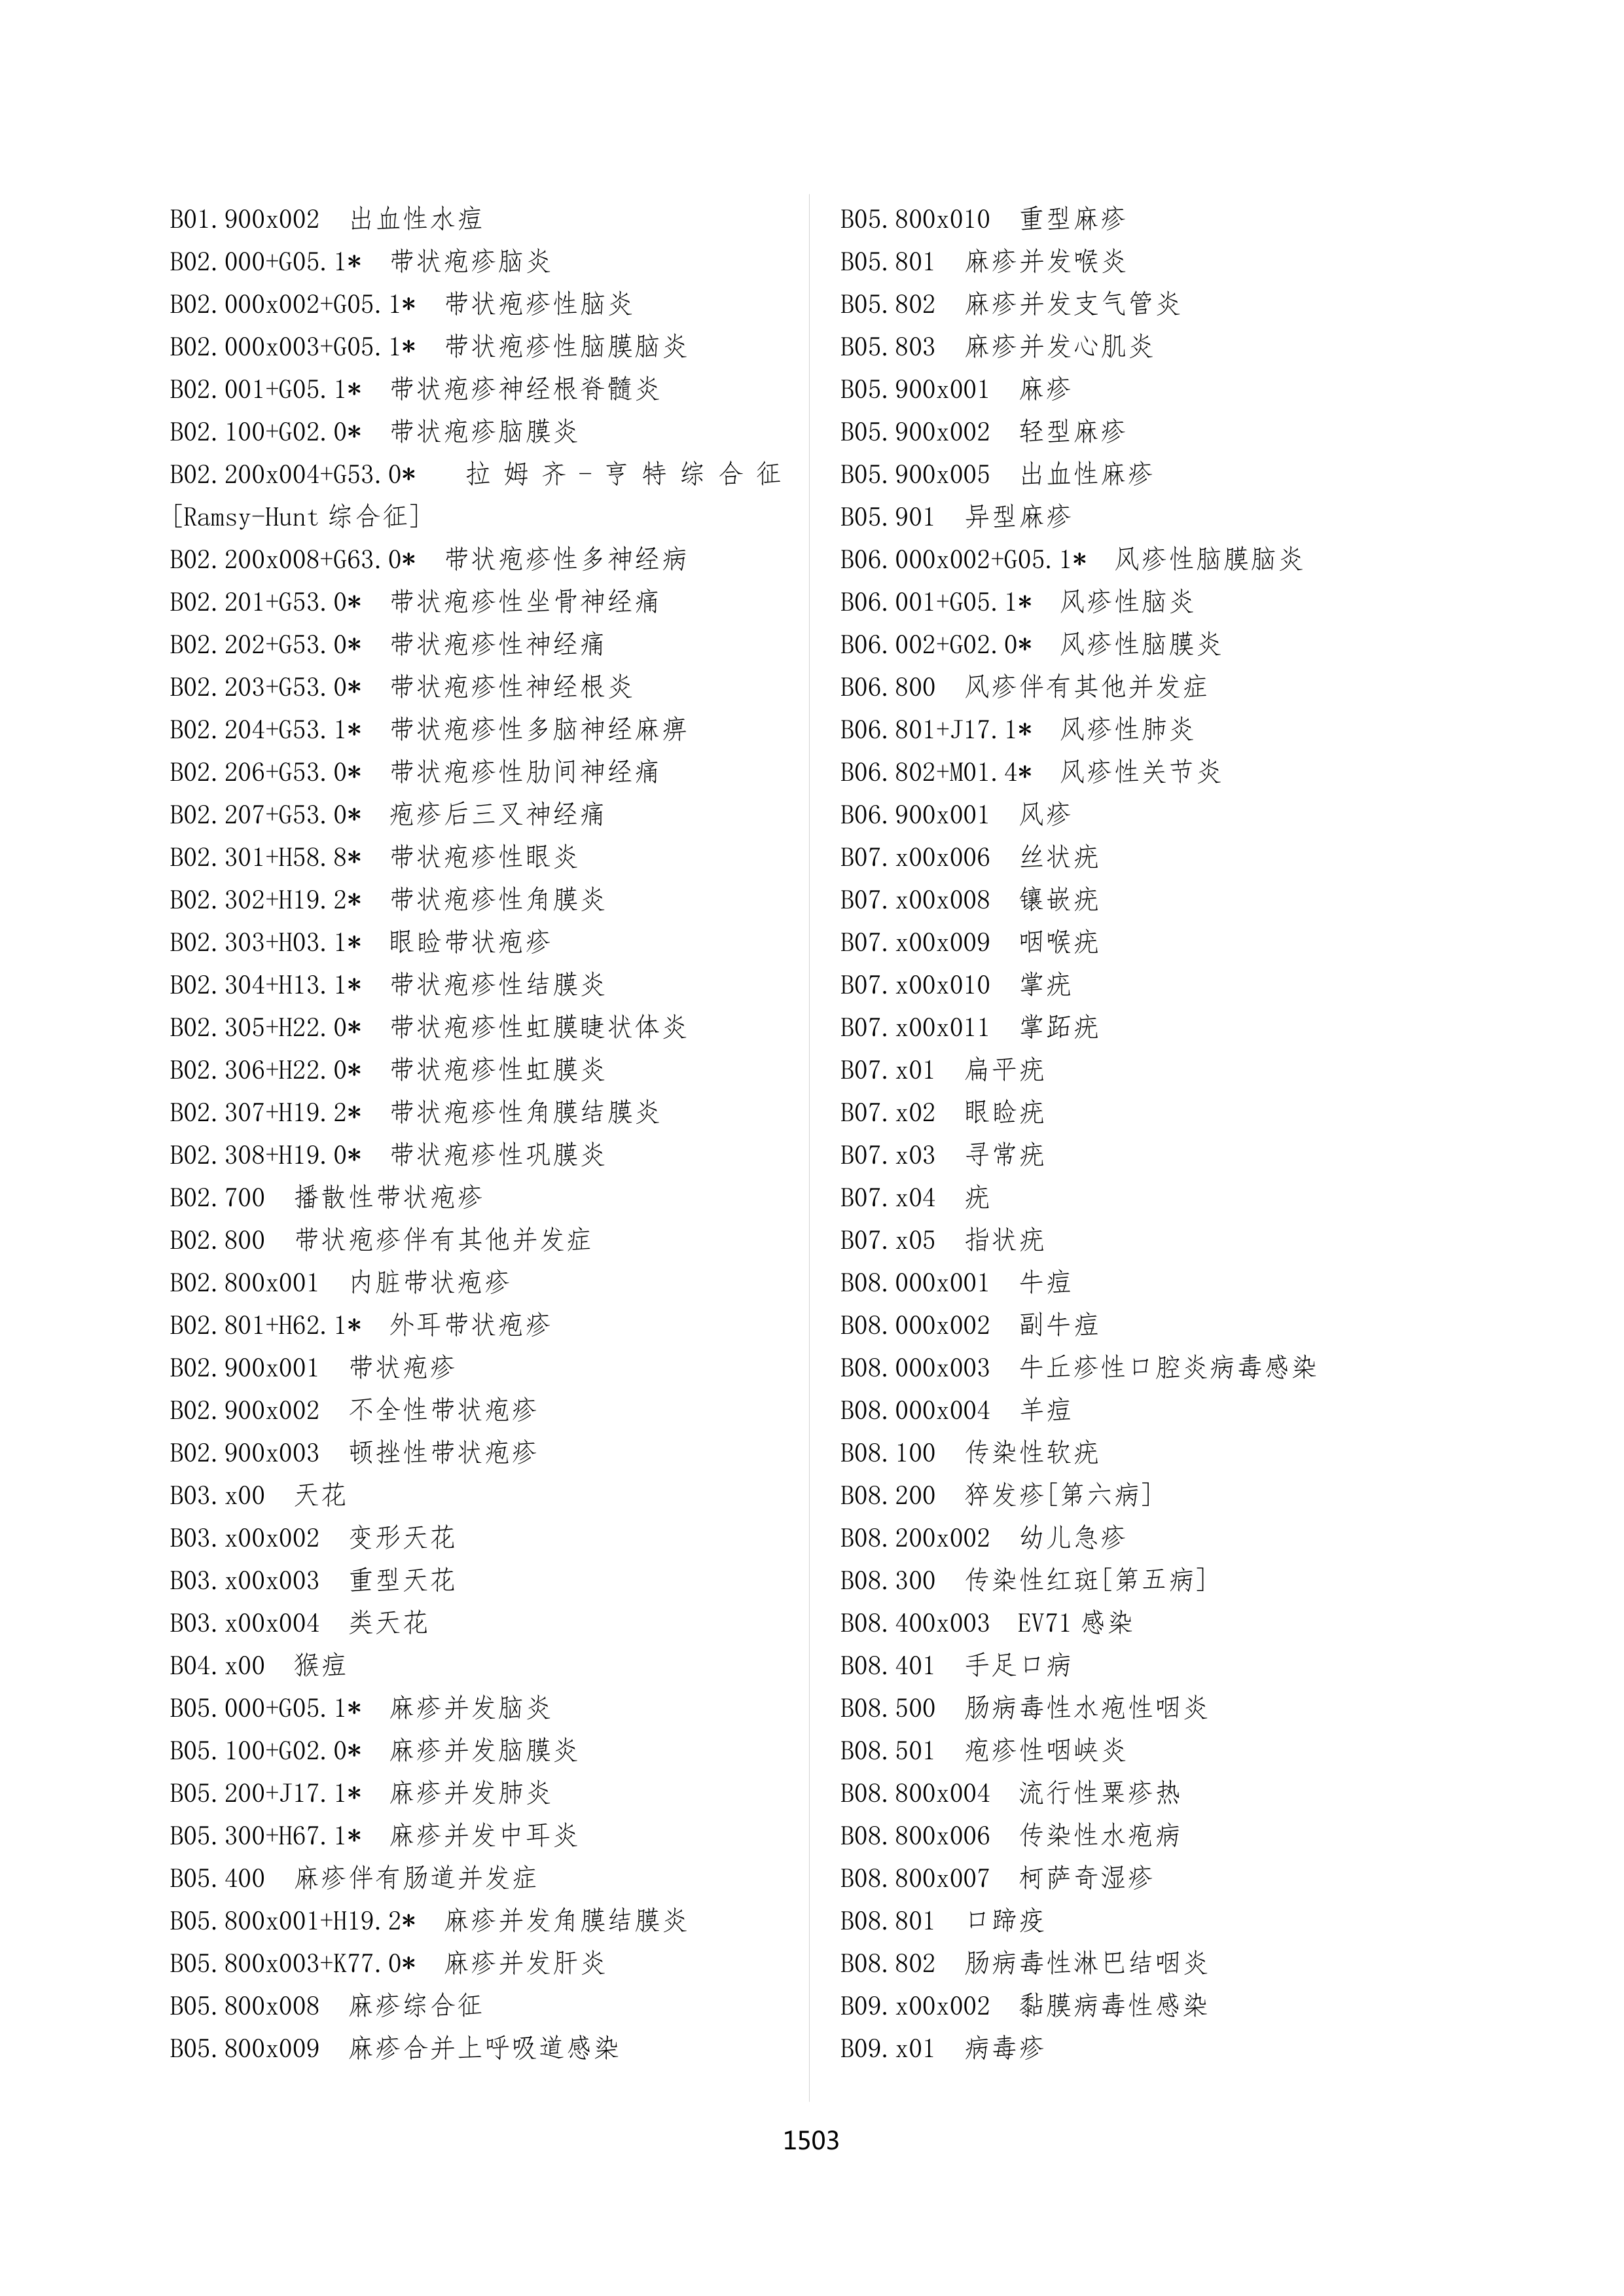 B01.900x002 出血性水痘
B02.000+G05.1* 带状疱疹脑炎
B02.000x002+G05.1* 带状疱疹性脑炎
B02.000x003+G05.1* 带状疱疹性脑膜脑炎
B02.001+G05.1* 带状疱疹神经根脊髓炎
B02.100+G02.0* 带状疱疹脑膜炎
B02.200x004+G53.0* 拉姆齐-亨特综合征
[Ramsy-Hunt 综合征]
B02.200x008+G63.0* 带状疱疹性多神经病
B02.201+G53.0* 带状疱疹性坐骨神经痛
B02.202+G53.0* 带状疱疹性神经痛
B02.203+G53.0* 带状疱疹性神经根炎
B02.204+G53.1* 带状疱疹性多脑神经麻痹
B02.206+G53.0* 带状疱疹性肋间神经痛
B02.207+G53.0* 疱疹后三叉神经痛
B02.301+H58.8* 带状疱疹性眼炎
B02.302+H19.2* 带状疱疹性角膜炎
B02.303+H03.1* 眼睑带状疱疹
B02.304+H13.1* 带状疱疹性结膜炎
B02.305+H22.0* 带状疱疹性虹膜睫状体炎
B02.306+H22.0* 带状疱疹性虹膜炎
B02.307+H19.2* 带状疱疹性角膜结膜炎
B02.308+H19.0* 带状疱疹性巩膜炎
B02.700 播散性带状疱疹
B02.800 带状疱疹伴有其他并发症
B02.800x001 内脏带状疱疹
B02.801+H62.1* 外耳带状疱疹
B02.900x001 带状疱疹
B02.900x002 不全性带状疱疹
B02.900x003 顿挫性带状疱疹
B03.x00 天花
B03.x00x002 变形天花
B03.x00x003 重型天花
B03.x00x004 类天花
B04.x00 猴痘
B05.000+G05.1* 麻疹并发脑炎
B05.100+G02.0* 麻疹并发脑膜炎
B05.200+J17.1* 麻疹并发肺炎
B05.300+H67.1* 麻疹并发中耳炎
B05.400 麻疹伴有肠道并发症
B05.800x001+H19.2* 麻疹并发角膜结膜炎
B05.800x003+K77.0* 麻疹并发肝炎
B05.800x008 麻疹综合征
B05.800x009 麻疹合并上呼吸道感染
B05.800x010 重型麻疹
B05.801 麻疹并发喉炎
B05.802 麻疹并发支气管炎
B05.803 麻疹并发心肌炎
B05.900x001 麻疹
B05.900x002 轻型麻疹
B05.900x005 出血性麻疹
B05.901 异型麻疹
B06.000x002+G05.1* 风疹性脑膜脑炎
B06.001+G05.1* 风疹性脑炎
B06.002+G02.0* 风疹性脑膜炎
B06.800 风疹伴有其他并发症
B06.801+J17.1* 风疹性肺炎
B06.802+M01.4* 风疹性关节炎
B06.900x001 风疹
B07.x00x006 丝状疣
B07.x00x008 镶嵌疣
B07.x00x009 咽喉疣
B07.x00x010 掌疣
B07.x00x011 掌跖疣
B07.x01 扁平疣
B07.x02 眼睑疣
B07.x03 寻常疣
B07.x04 疣
B07.x05 指状疣
B08.000x001 牛痘
B08.000x002 副牛痘
B08.000x003 牛丘疹性口腔炎病毒感染
B08.000x004 羊痘
B08.100 传染性软疣
B08.200 猝发疹[第六病]
B08.200x002 幼儿急疹
B08.300 传染性红斑[第五病]
B08.400x003 EV71 感染
B08.401 手足口病
B08.500 肠病毒性水疱性咽炎
B08.501 疱疹性咽峡炎
B08.800x004 流行性粟疹热
B08.800x006 传染性水疱病
B08.800x007 柯萨奇湿疹
B08.801 口蹄疫
B08.802 肠病毒性淋巴结咽炎
B09.x00x002 黏膜病毒性感染
B09.x01 病毒疹
1503